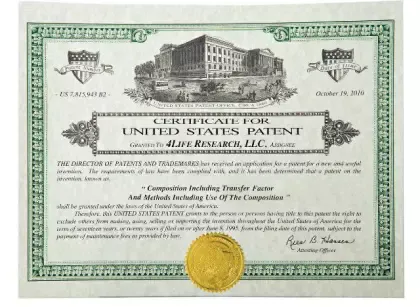 - US 7,815,943 B2 -
October 19, 2010
UNITED STATES PATENT OFFICE, CIRCA 1890
CERTIFICATE FOR
UNITED STATES PATENT
GRANTED TO 4LIFE RESEARCH, LLC, ASSIGNEE
THE DIRECTOR OF PATENTS AND TRADEMARKS has received an application for a patent for a new and useful
invention. The requirements of law have been complied with, and it has been determined that a patent on the
invention, known as,
" Composition Including Transfer Factor
And Methods Including Use Of The Composition "
shall be granted under the laws of the United States of America.
Therefore, this UNITED STATES PATENT grants to the person or persons having title to this patent the right to
exclude others from making, using, selling or importing the invention throughout the United States of America for the
term of seventeen years, or twenty years if filed on or after June 8, 1995, from the filing date of this patent, subject to the
payment of maintenance fees as provided by law.
Attesting Officer